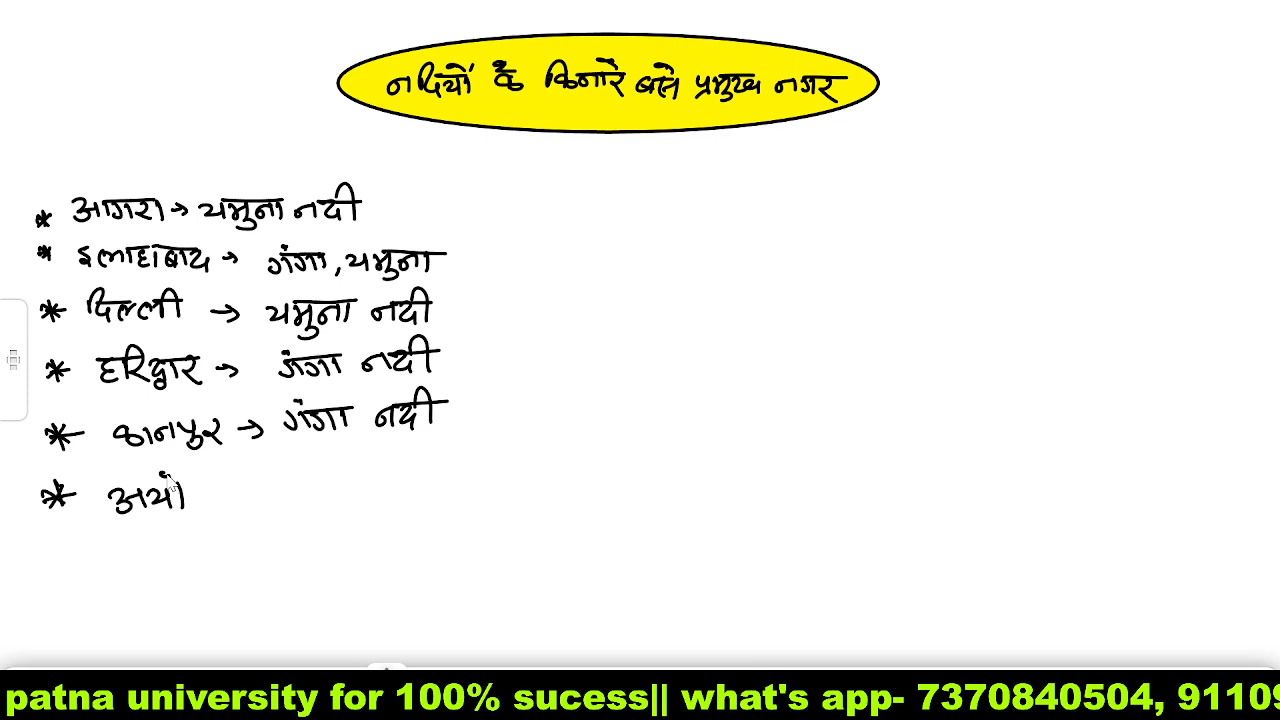 नदियों के किनारे बसे प्रमुख नगर
* आगरा → यमुना नदी
* इलाहाबाद → गंगा, यमुना
* दिल्ली → यमुना नदी
* हरिद्वार → गंगा नदी
* कानपुर → गंगा नदी
* अयो
patna university for 100% sucess|| what's app- 7370840504, 91109